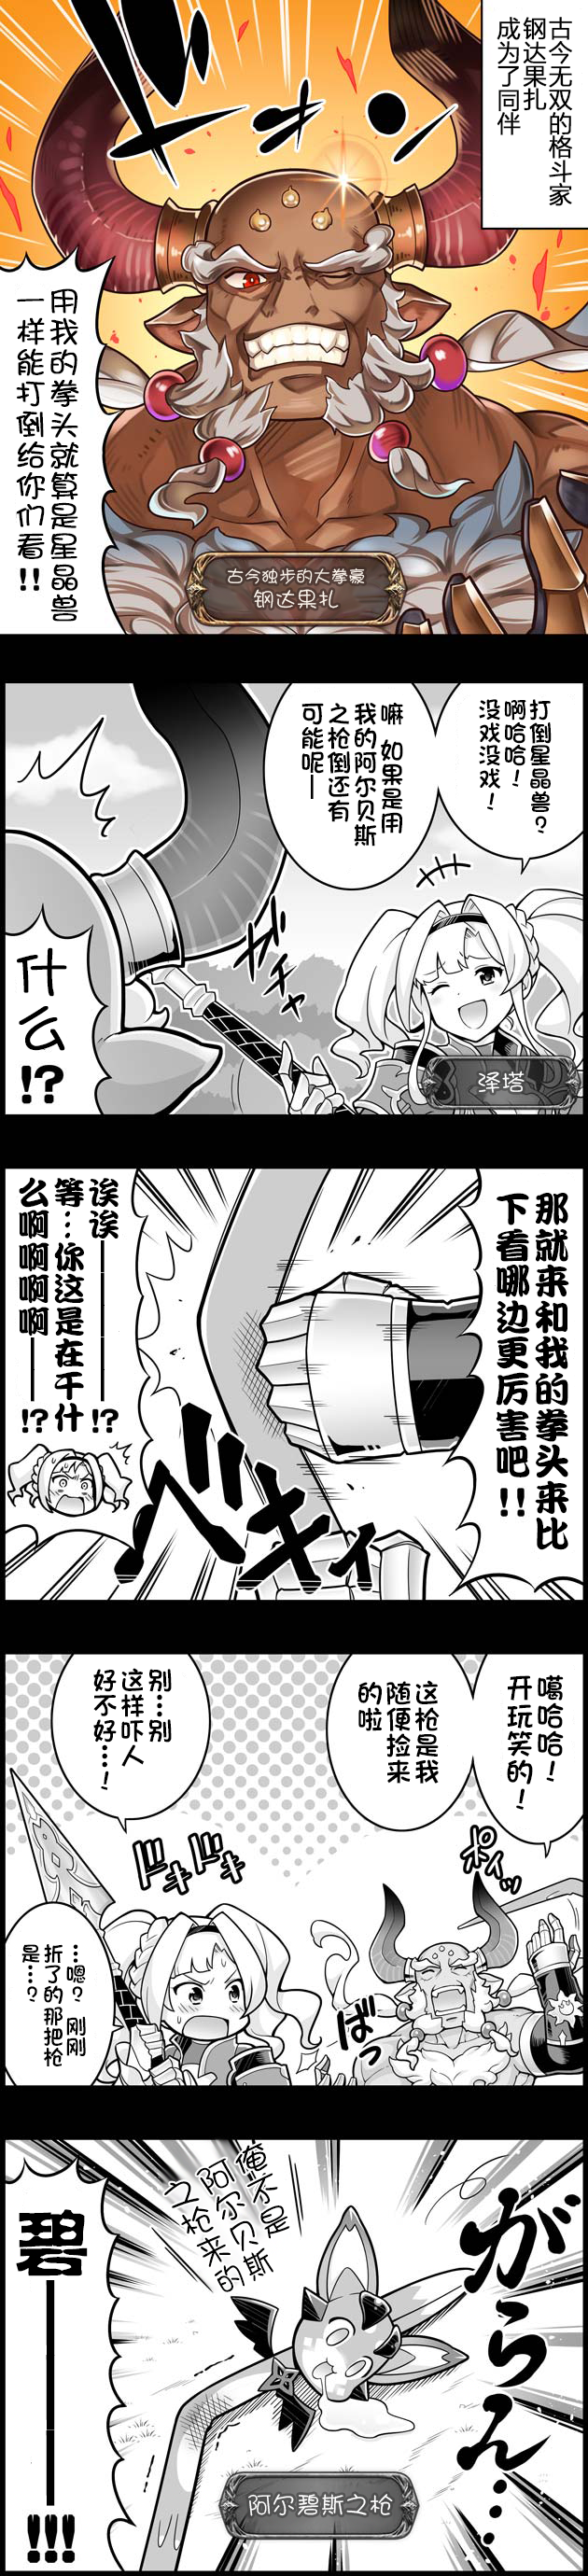 古今无双的格斗家
钢达果扎
成为了同伴
ドォン
用我的拳头就算是星晶兽
一样能打倒给你们看!!
古今独步的大拳豪
钢达果扎
打倒星晶兽？
啊哈哈！
没戏没戏！
嘛 如果是用
我的阿尔贝斯
之枪倒还有
可能呢—
什么!?
泽塔
那就来和我的拳头来比
下看哪边更厉害吧!!
诶诶——————!?
等…你这是在干什
么啊啊啊啊——!?
ベキィ
噶哈哈！
开玩笑的！
这枪是我
随便捡来
的啦
别…别
这样吓人
好不好…！
ポイッ
ドキドキ
ばっ
…嗯？ 刚刚
折了的那把枪
是…？
がらん…
俺不是
阿尔贝斯
之枪来的
碧————————!!!
阿尔碧斯之枪